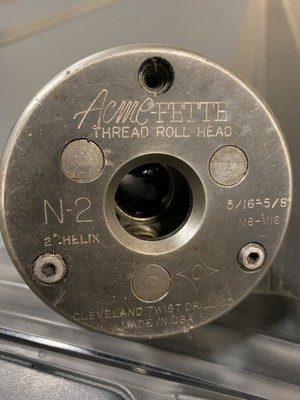 Acme-FETTE
THREAD ROLL HEAD
N-2
2° HELIX
5/16-5/8
M8-M16
C
CLEVELAND TWIST DRILL CO
MADE IN USA